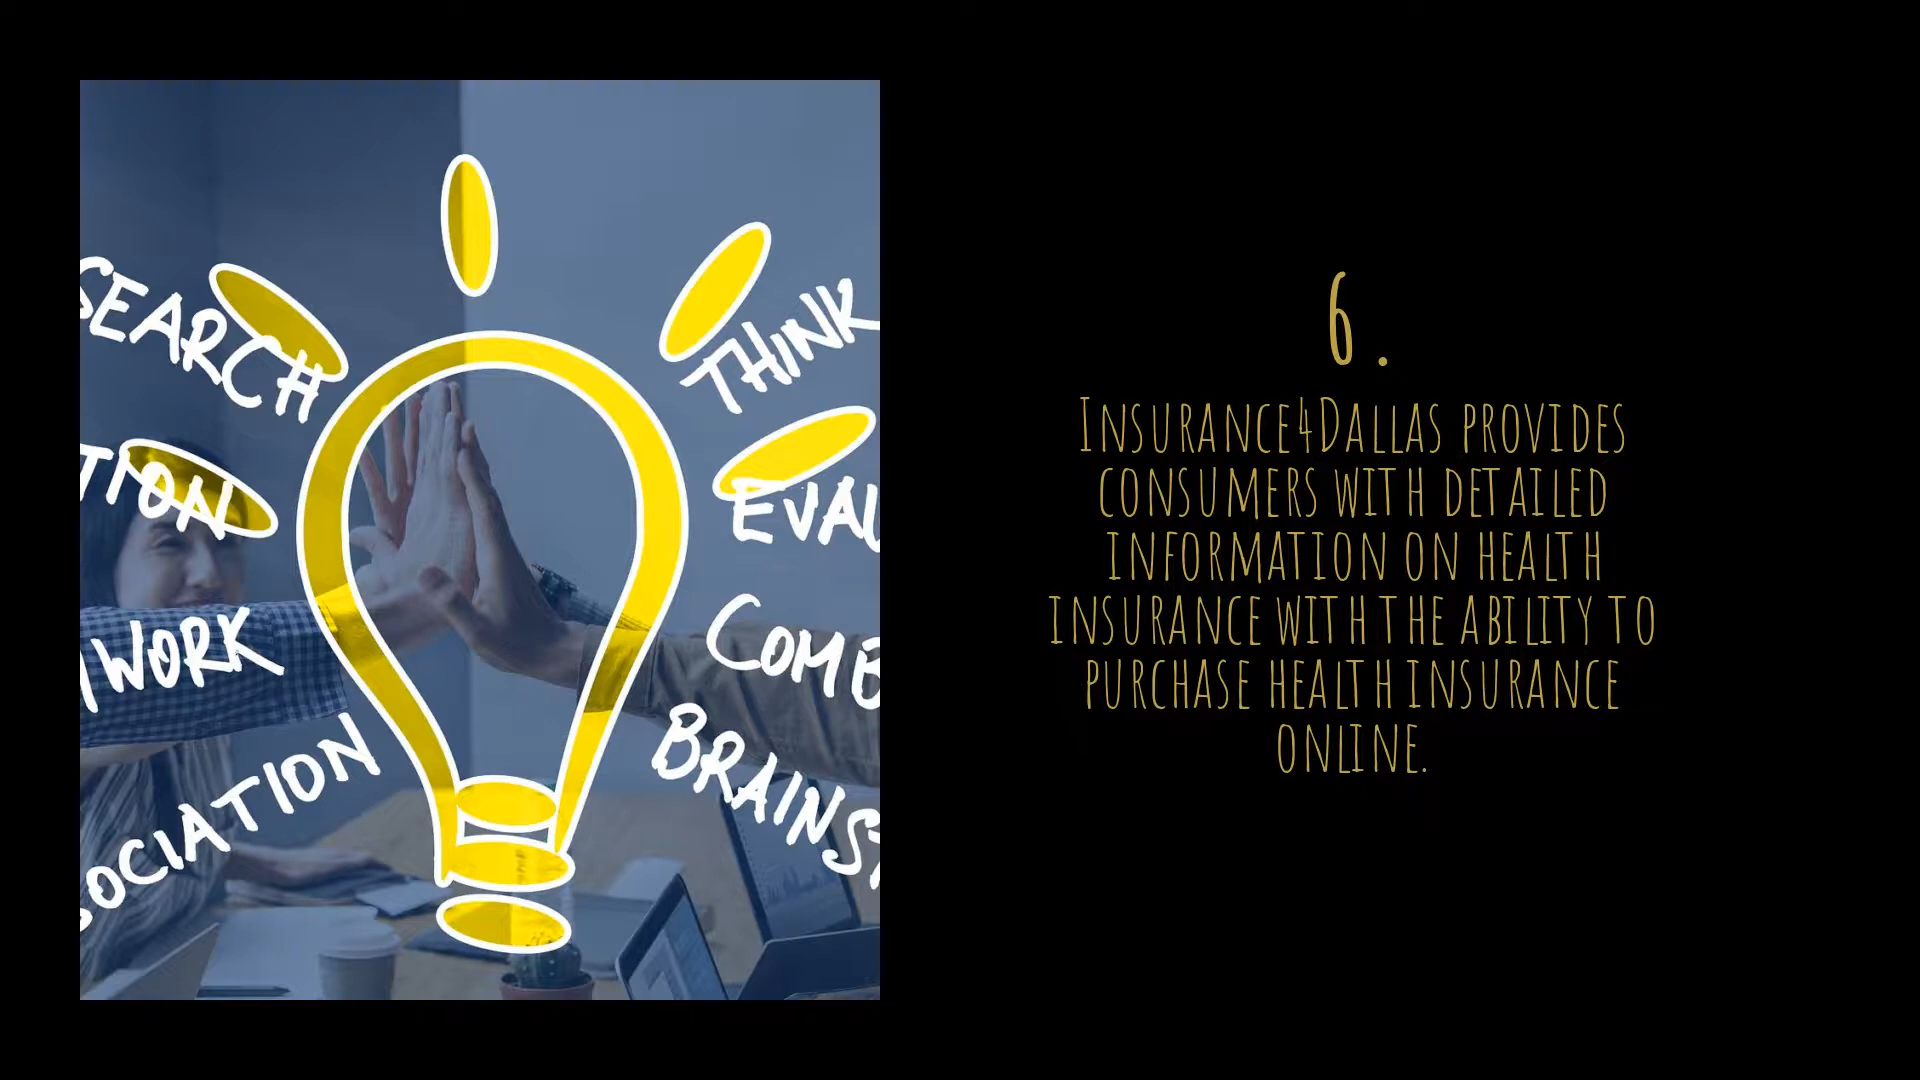 SEARCH
THINK
TION
EVAL
WORK
COMB
OCIATION
BRAINS
6.
Insurance4Dallas provides
consumers with detailed
information on health
insurance with the ability to
purchase health insurance
online.